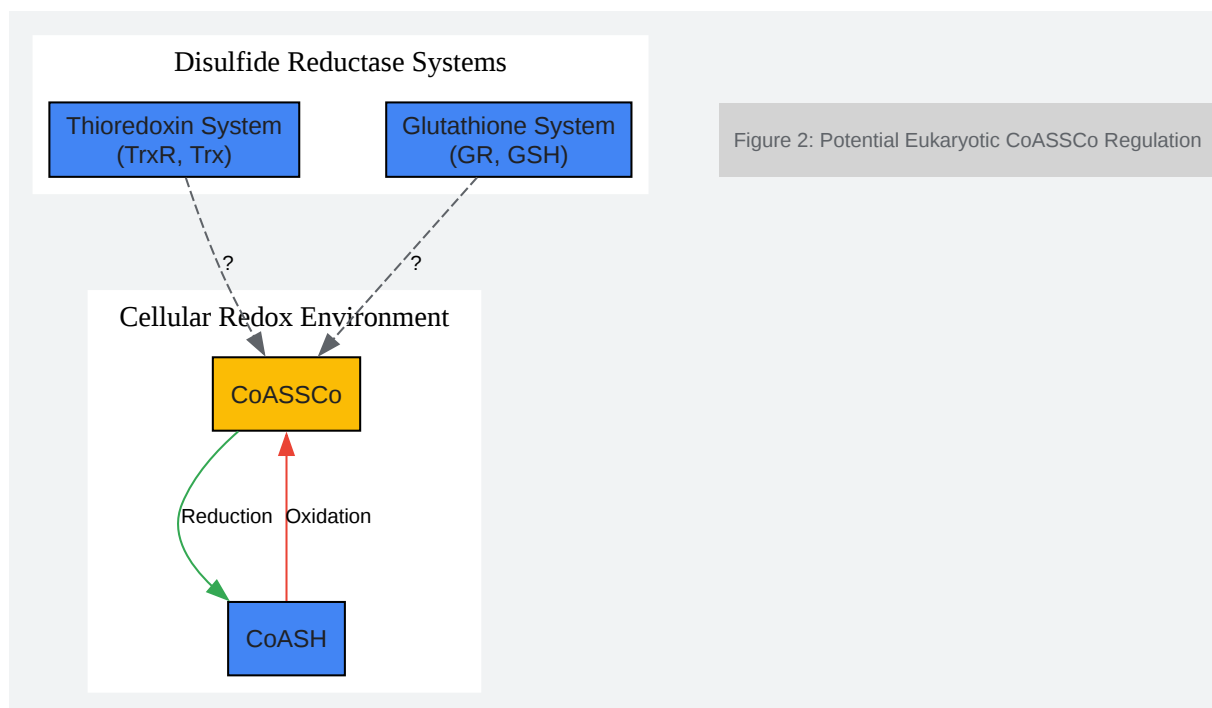 Disulfide Reductase Systems
Thioredoxin System
(TrxR, Trx)
Glutathione System
(GR, GSH)
Figure 2: Potential Eukaryotic CoASSCo Regulation
?
?
Cellular Redox Environment
CoASSCo
Reduction
Oxidation
CoASH